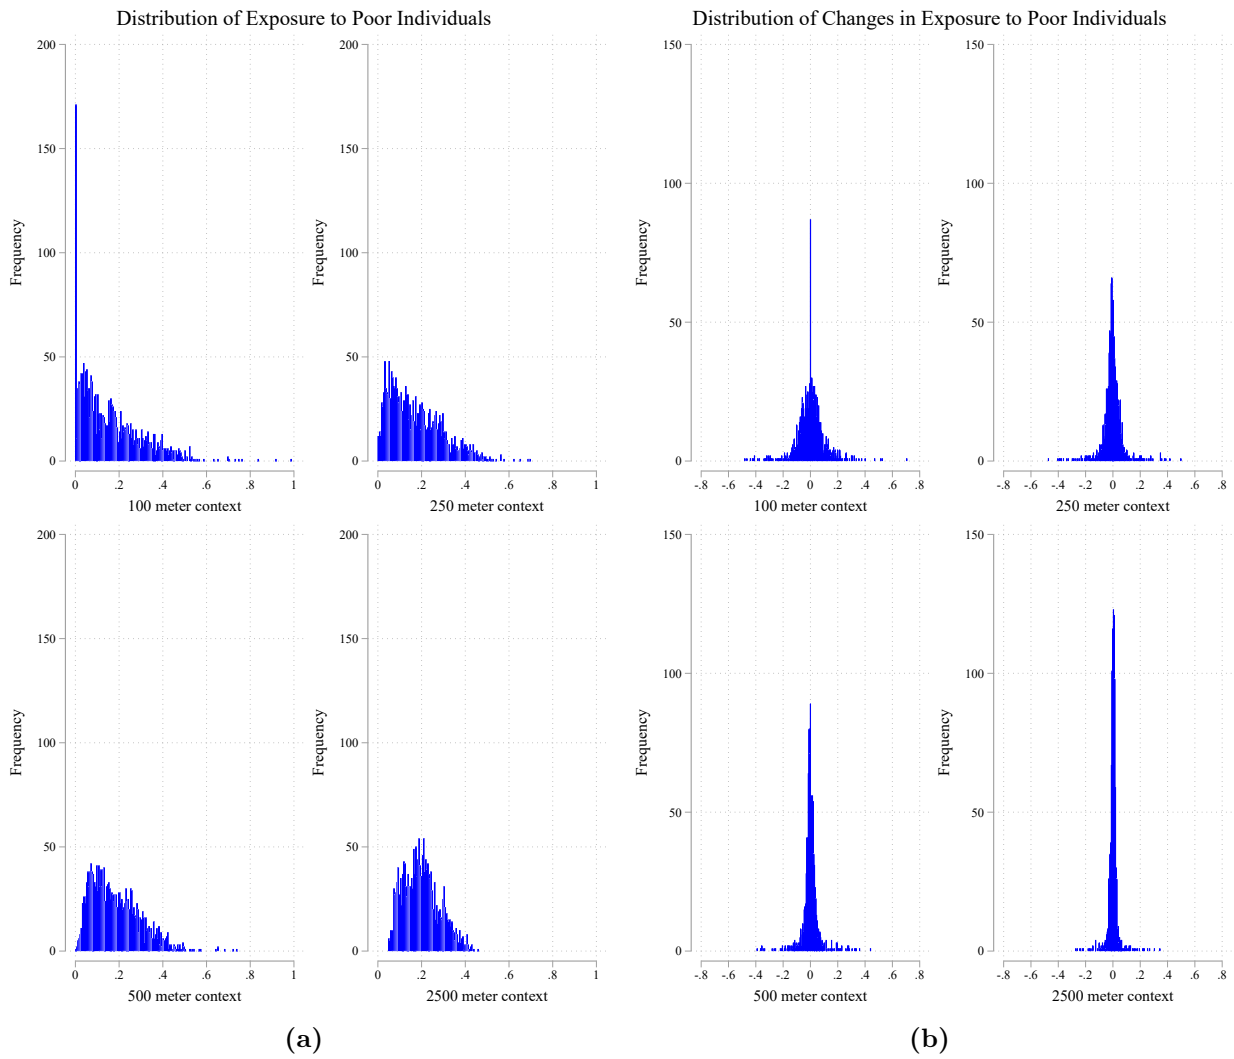 Distribution of Exposure to Poor Individuals
200
150
100
50
0
Frequency
0 .2 .4 .6 .8 1
100 meter context
200
150
100
50
0
Frequency
0 .2 .4 .6 .8 1
250 meter context
200
150
100
50
0
Frequency
0 .2 .4 .6 .8 1
500 meter context
200
150
100
50
0
Frequency
0 .2 .4 .6 .8 1
2500 meter context
(a)
Distribution of Changes in Exposure to Poor Individuals
150
100
50
0
Frequency
-.8 -.6 -.4 -.2 0 .2 .4 .6 .8
100 meter context
150
100
50
0
Frequency
-.8 -.6 -.4 -.2 0 .2 .4 .6 .8
250 meter context
150
100
50
0
Frequency
-.8 -.6 -.4 -.2 0 .2 .4 .6 .8
500 meter context
150
100
50
0
Frequency
-.8 -.6 -.4 -.2 0 .2 .4 .6 .8
2500 meter context
(b)